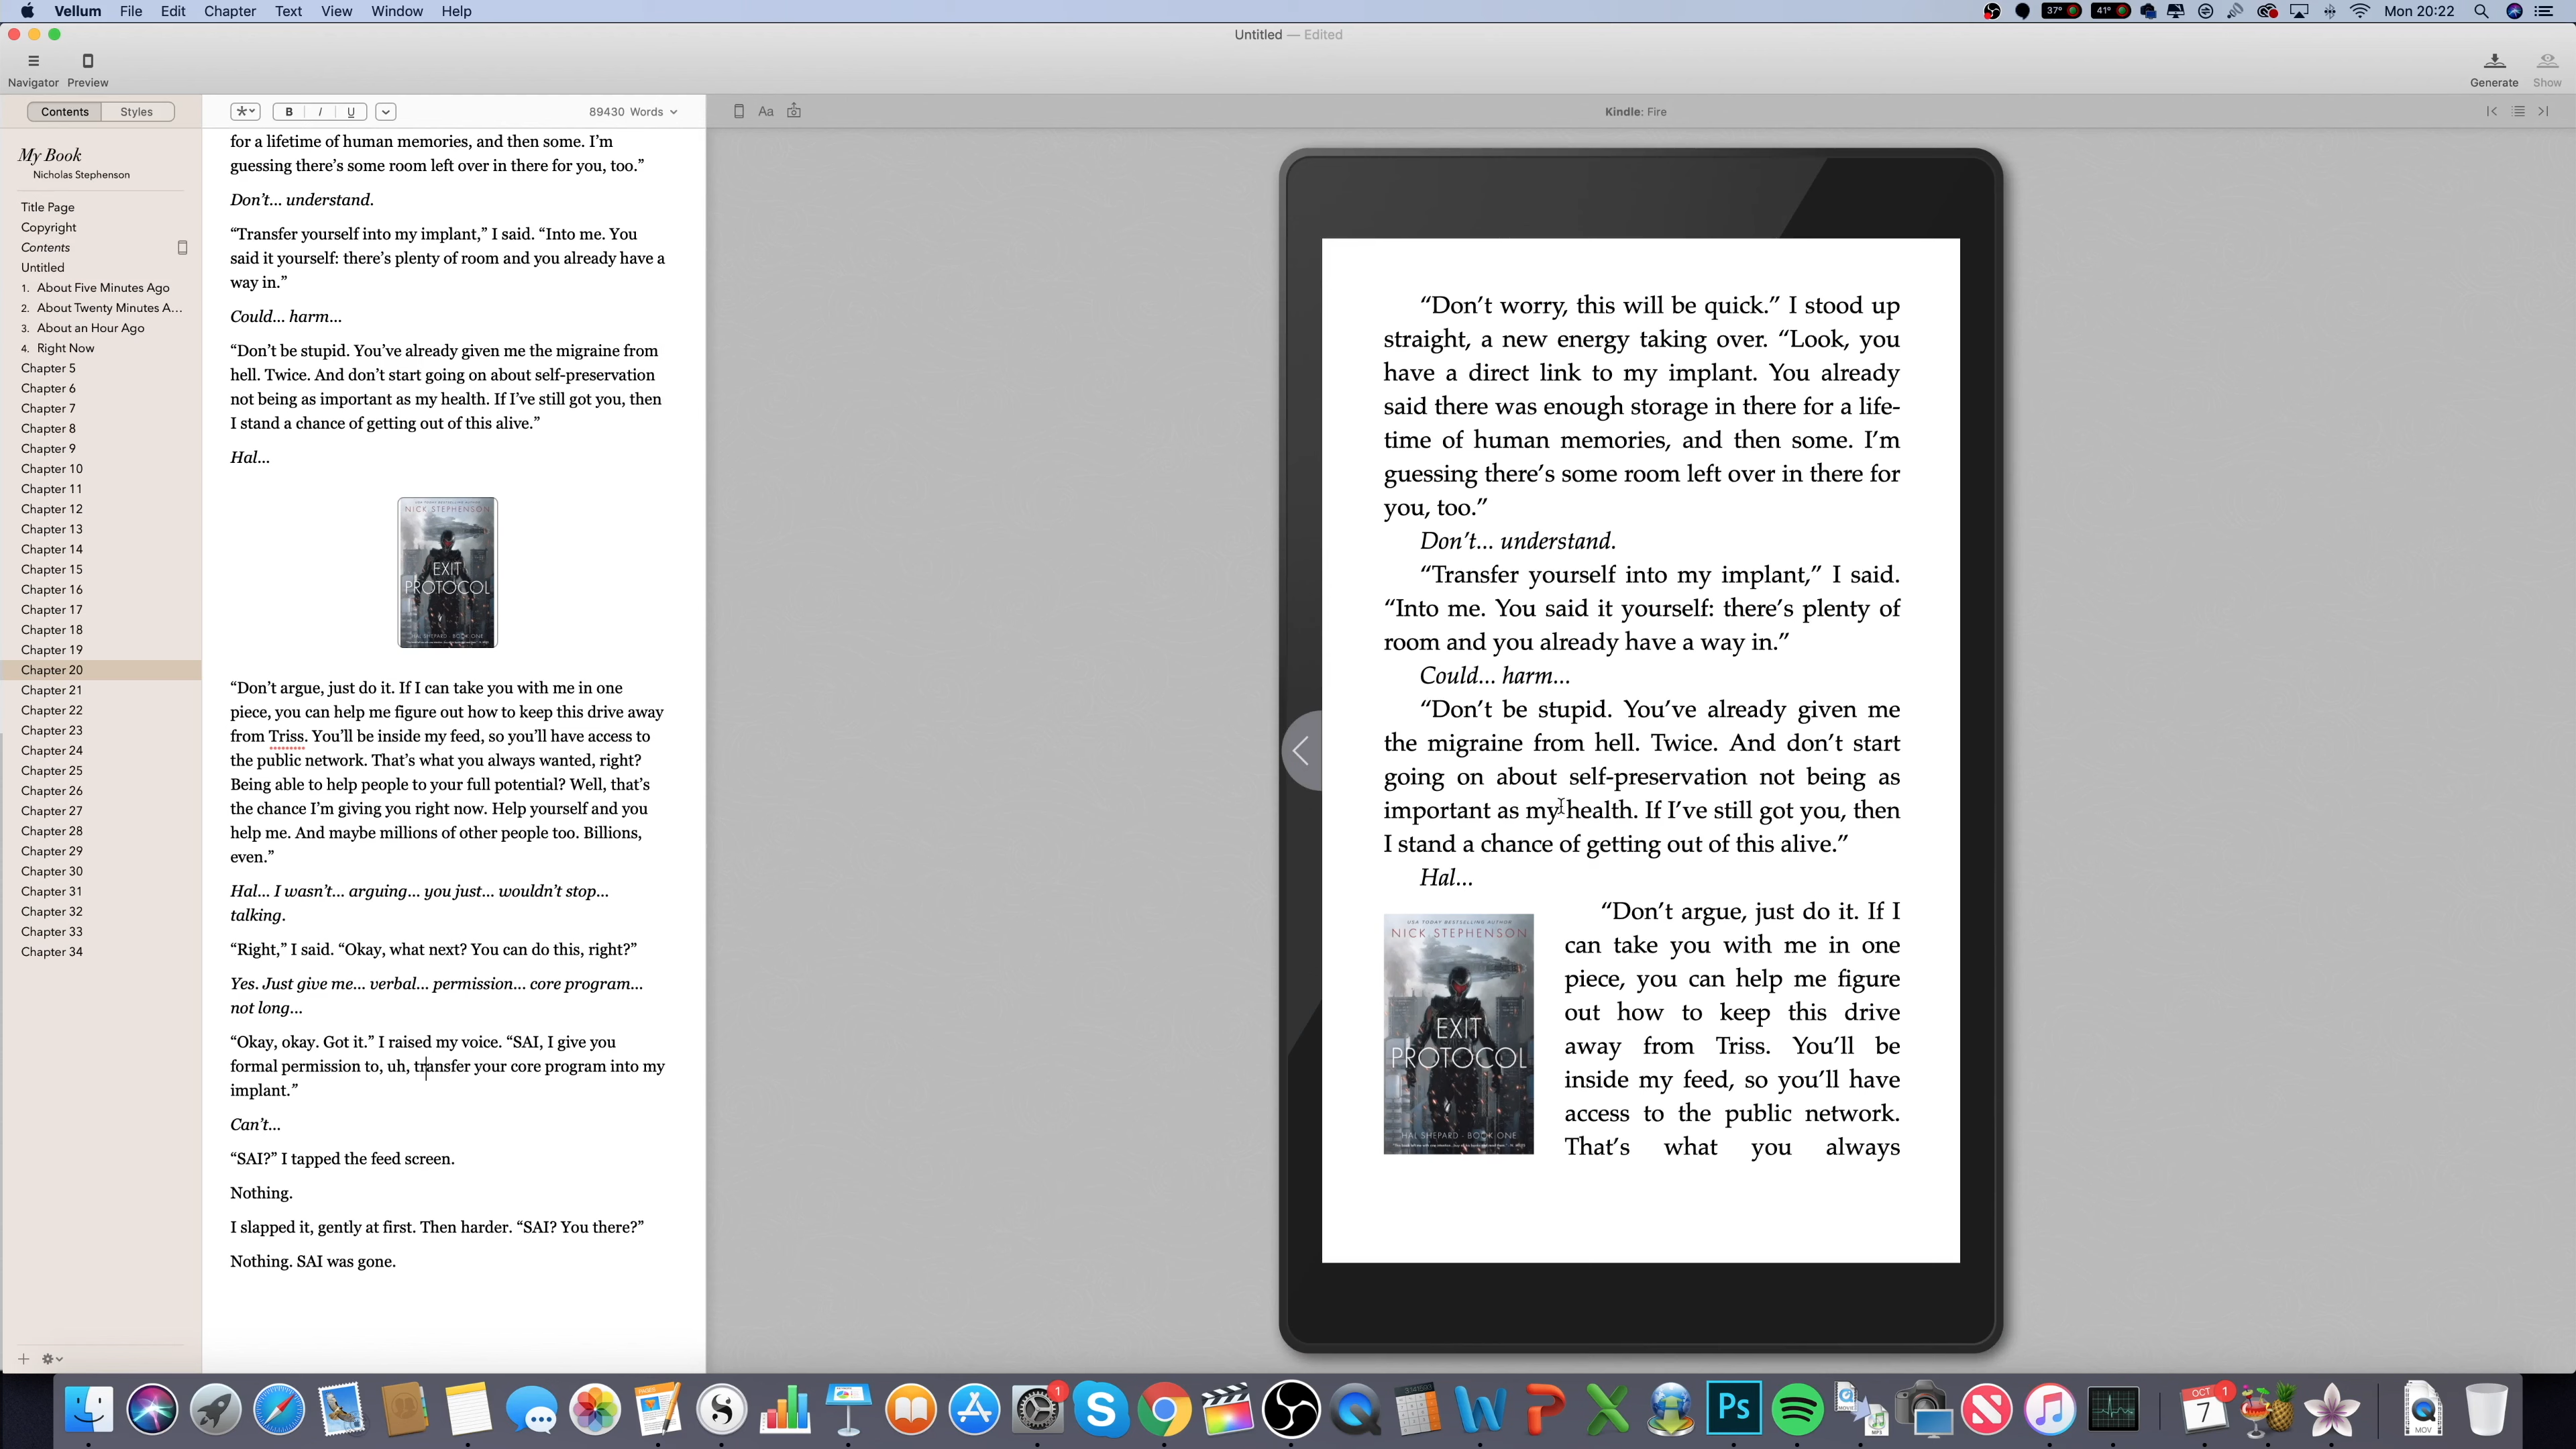 Vellum File Edit Chapter Text View Window Help
37° 41° Mon 20:22
Untitled — Edited
Navigator Preview
Generate Show
Contents Styles
B I U
89430 Words
Aa
Kindle: Fire
My Book
Nicholas Stephenson
Title Page
Copyright
Contents
Untitled
1. About Five Minutes Ago
2. About Twenty Minutes A...
3. About an Hour Ago
4. Right Now
Chapter 5
Chapter 6
Chapter 7
Chapter 8
Chapter 9
Chapter 10
Chapter 11
Chapter 12
Chapter 13
Chapter 14
Chapter 15
Chapter 16
Chapter 17
Chapter 18
Chapter 19
Chapter 20
Chapter 21
Chapter 22
Chapter 23
Chapter 24
Chapter 25
Chapter 26
Chapter 27
Chapter 28
Chapter 29
Chapter 30
Chapter 31
Chapter 32
Chapter 33
Chapter 34
for a lifetime of human memories, and then some. I’m
guessing there’s some room left over in there for you, too.”
Don’t... understand.
“Transfer yourself into my implant,” I said. “Into me. You
said it yourself: there’s plenty of room and you already have a
way in.”
Could... harm...
“Don’t be stupid. You’ve already given me the migraine from
hell. Twice. And don’t start going on about self-preservation
not being as important as my health. If I’ve still got you, then
I stand a chance of getting out of this alive.”
Hal...
NICK STEPHENSON
EXIT
PROTOCOL
HAL SHEPARD · BOOK ONE
“Don’t argue, just do it. If I can take you with me in one
piece, you can help me figure out how to keep this drive away
from Triss. You’ll be inside my feed, so you’ll have access to
the public network. That’s what you always wanted, right?
Being able to help people to your full potential? Well, that’s
the chance I’m giving you right now. Help yourself and you
help me. And maybe millions of other people too. Billions,
even.”
Hal... I wasn’t... arguing... you just... wouldn’t stop...
talking.
“Right,” I said. “Okay, what next? You can do this, right?”
Yes. Just give me... verbal... permission... core program...
not long...
“Okay, okay. Got it.” I raised my voice. “SAI, I give you
formal permission to, uh, transfer your core program into my
implant.”
Can’t...
“SAI?” I tapped the feed screen.
Nothing.
I slapped it, gently at first. Then harder. “SAI? You there?”
Nothing. SAI was gone.
“Don’t worry, this will be quick.” I stood up
straight, a new energy taking over. “Look, you
have a direct link to my implant. You already
said there was enough storage in there for a life-
time of human memories, and then some. I’m
guessing there’s some room left over in there for
you, too.”
Don’t... understand.
“Transfer yourself into my implant,” I said.
“Into me. You said it yourself: there’s plenty of
room and you already have a way in.”
Could... harm...
“Don’t be stupid. You’ve already given me
the migraine from hell. Twice. And don’t start
going on about self-preservation not being as
important as my health. If I’ve still got you, then
I stand a chance of getting out of this alive.”
Hal...
USA TODAY BESTSELLING AUTHOR
NICK STEPHENSON
EXIT
PROTOCOL
HAL SHEPARD · BOOK ONE
“Don’t argue, just do it. If I
can take you with me in one
piece, you can help me figure
out how to keep this drive
away from Triss. You’ll be
inside my feed, so you’ll have
access to the public network.
That’s what you always
PAGES
1
Ps
MP3
OCT
7
1
MOV